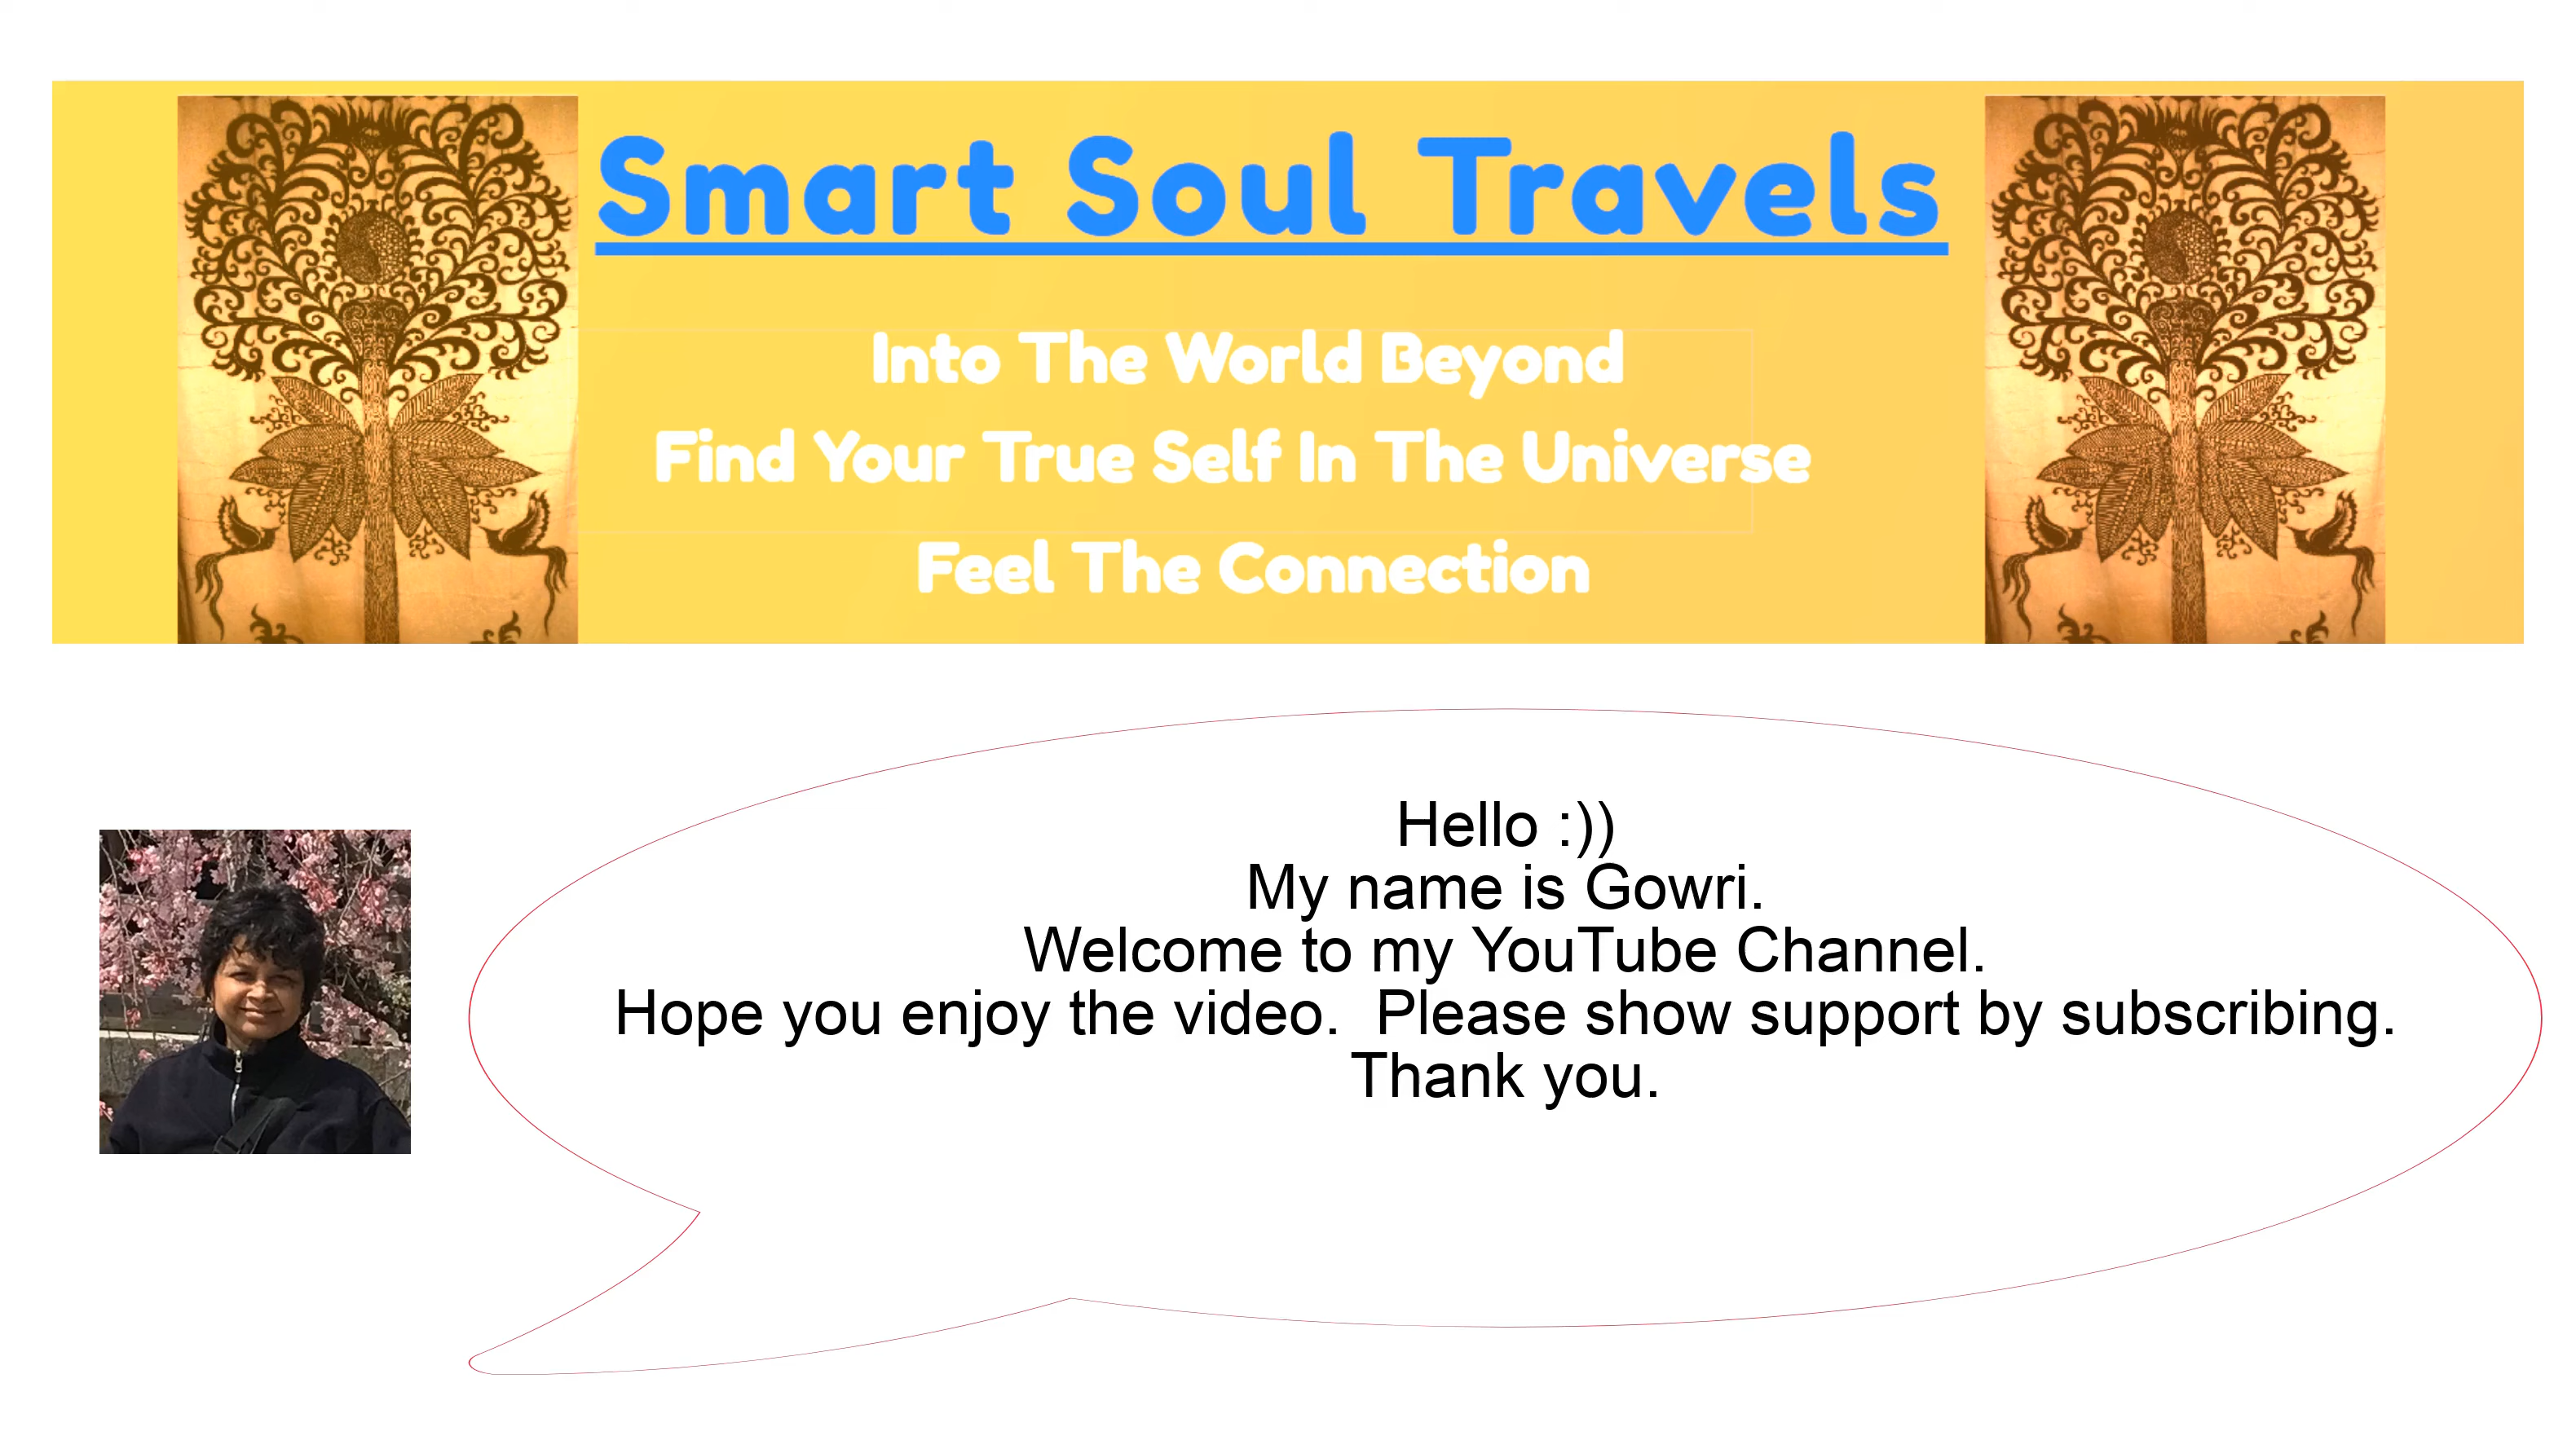 Smart Soul Travels
Into The World Beyond
Find Your True Self In The Universe
Feel The Connection
Hello :))
My name is Gowri.
Welcome to my YouTube Channel.
Hope you enjoy the video.  Please show support by subscribing.
Thank you.